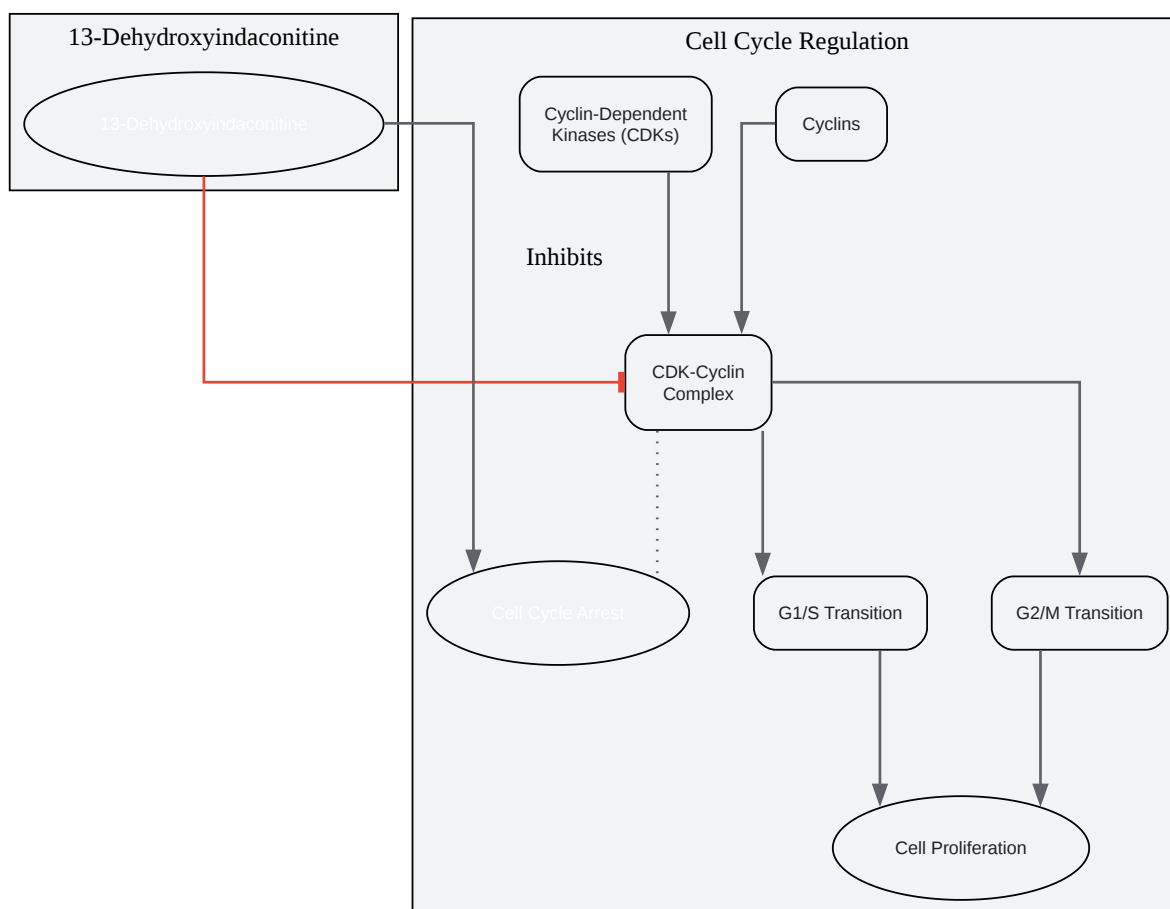 13-Dehydroxyindaconitine
13-Dehydroxyindaconitine
Cell Cycle Regulation
Cyclin-Dependent
Kinases (CDKs)
Cyclins
Inhibits
CDK-Cyclin
Complex
Cell Cycle Arrest
G1/S Transition
G2/M Transition
Cell Proliferation